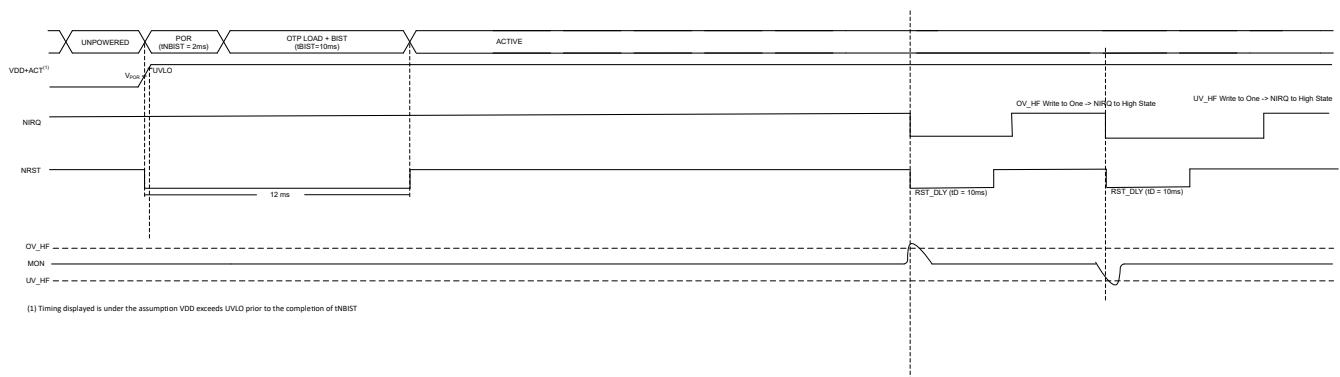 UNPOWERED
POR
(tNBIST = 2ms)
OTP LOAD + BIST
(tBIST=10ms)
ACTIVE
VDD+ACT(1)
VPOR
UVLO
OV_HF Write to One -> NIRQ to High State
UV_HF Write to One -> NIRQ to High State
NIRQ
NRST
12 ms
RST_DLY (tD = 10ms)
RST_DLY (tD = 10ms)
OV_HF
MON
UV_HF
(1) Timing displayed is under the assumption VDD exceeds UVLO prior to the completion of tNBIST